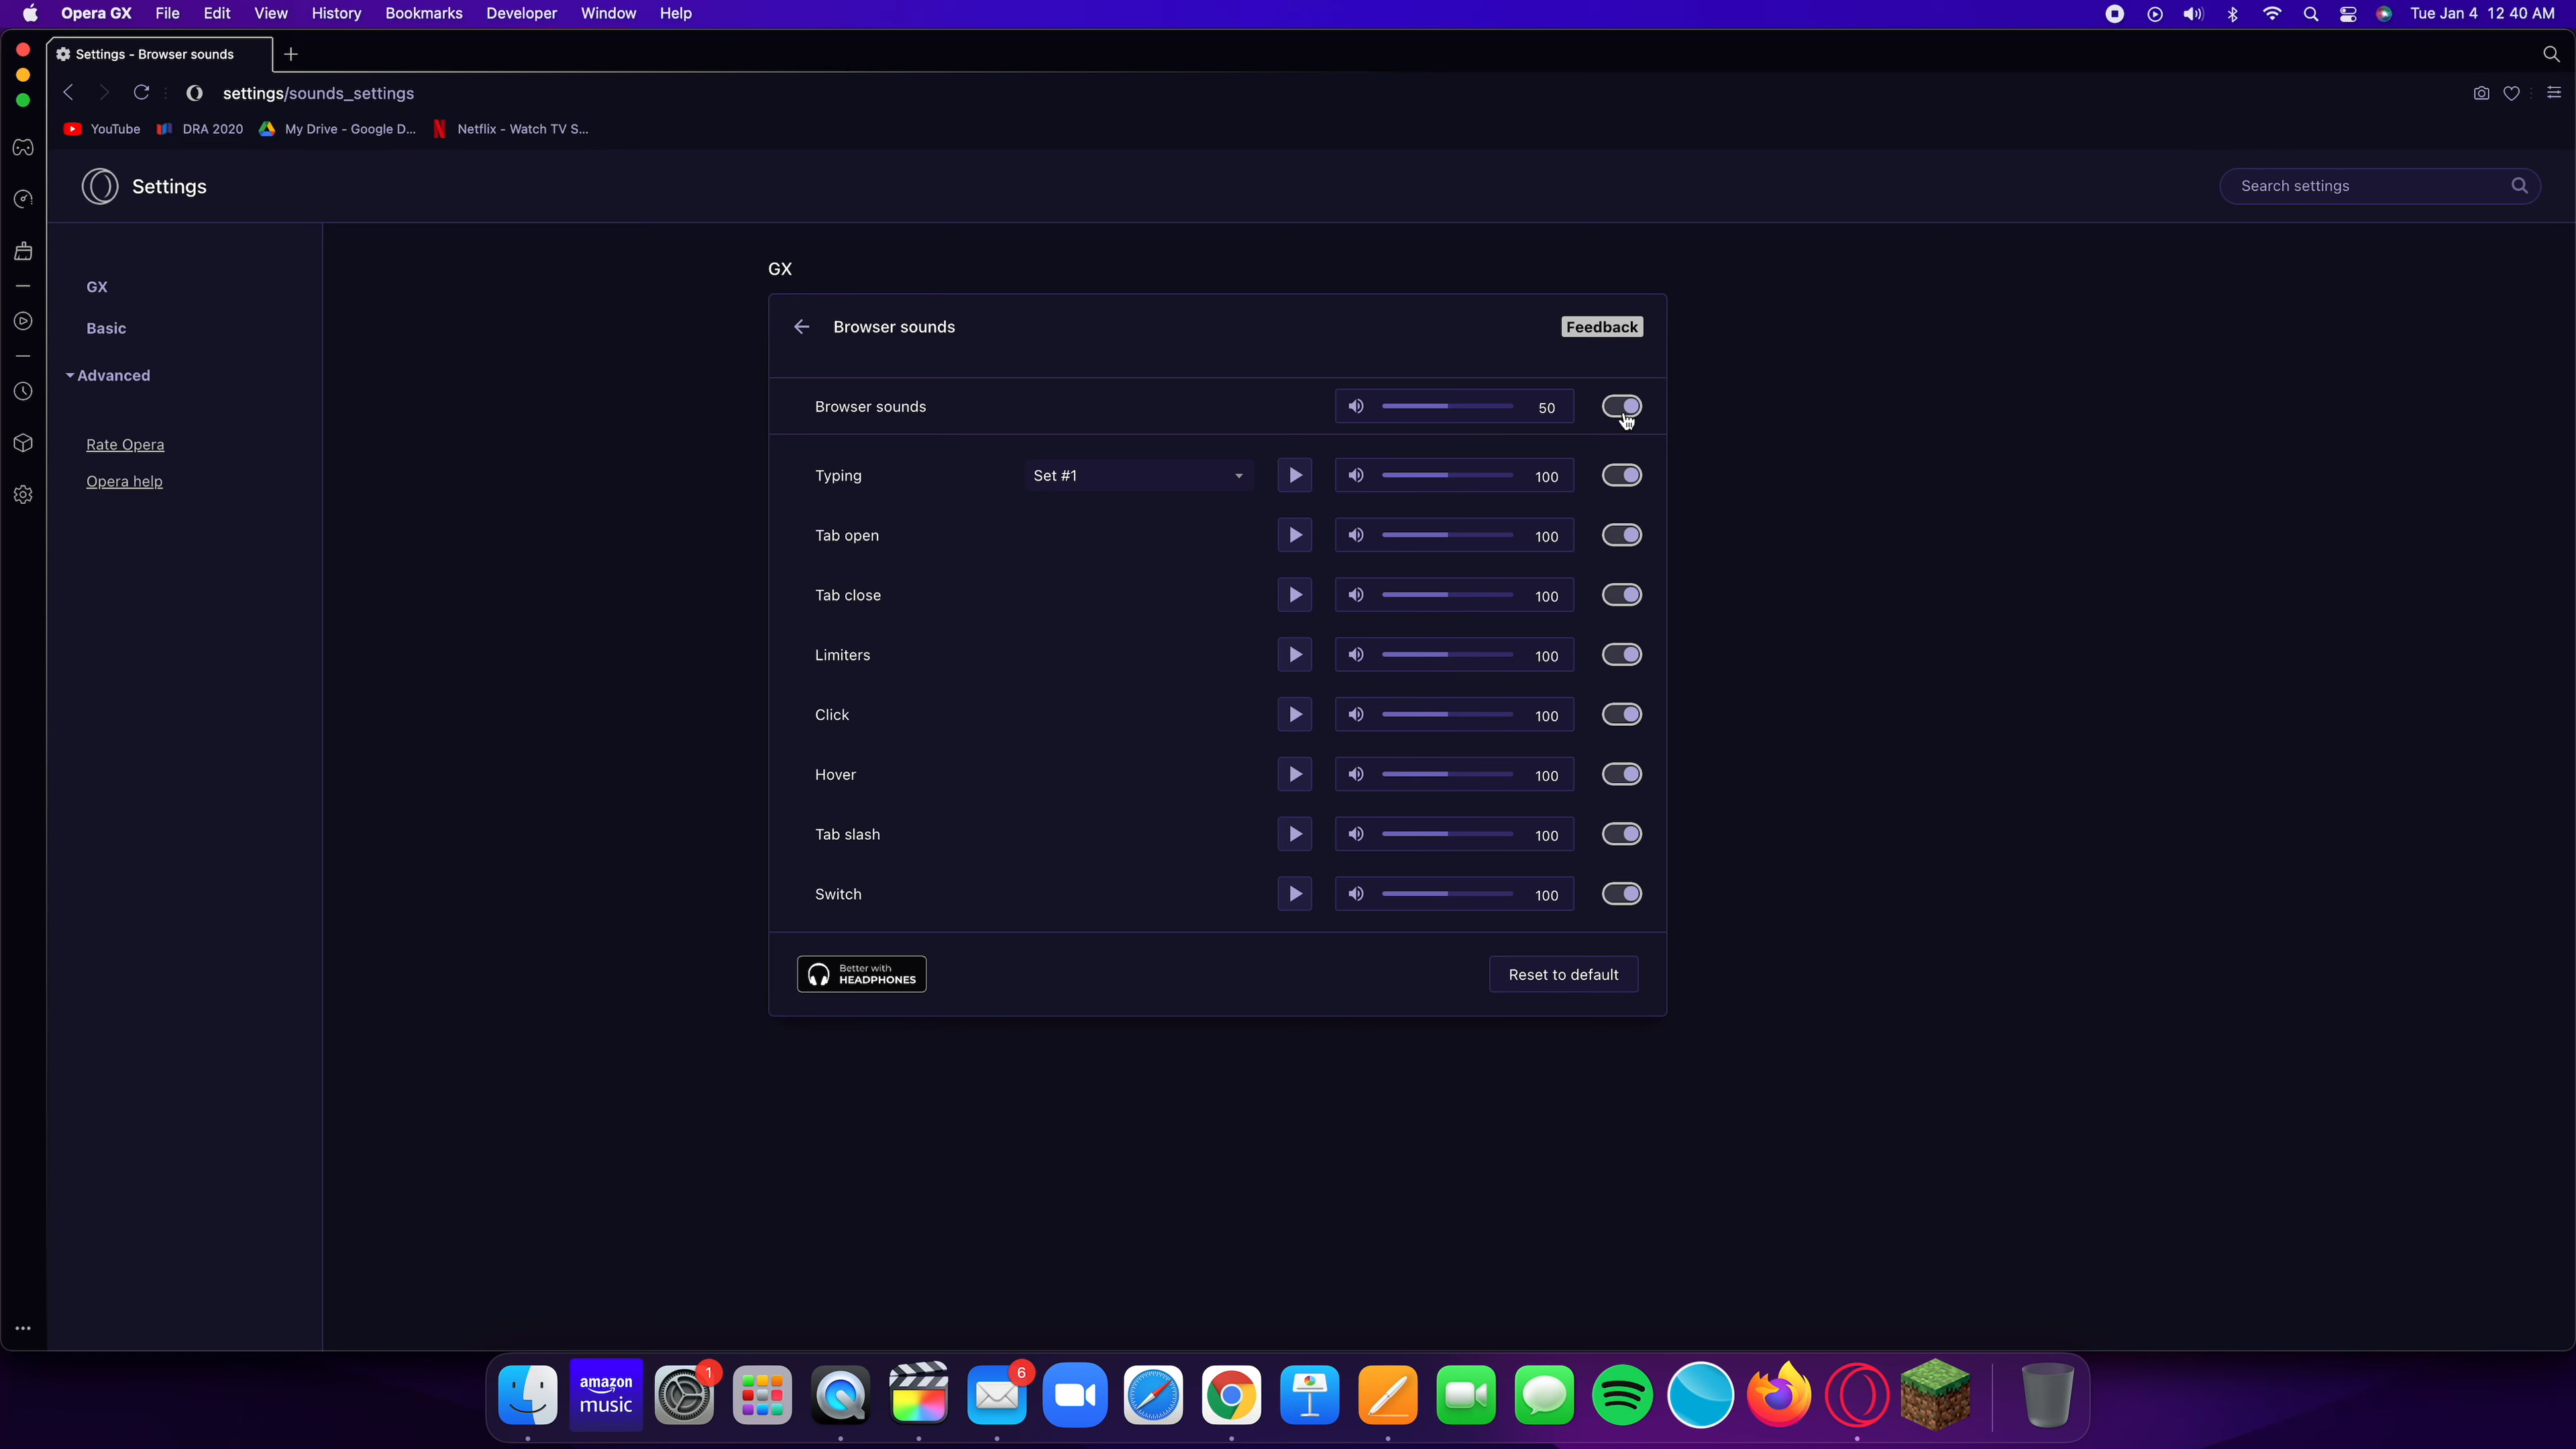 Opera GX File Edit View History Bookmarks Developer Window Help Tue Jan 4 12 40 AM
Settings - Browser sounds
settings/sounds_settings
YouTube DRA 2020 My Drive - Google D... Netflix - Watch TV S...
Settings
Search settings
GX
Basic
Advanced
Rate Opera
Opera help
GX
Browser sounds Feedback
Browser sounds 50
Typing Set #1 100
Tab open 100
Tab close 100
Limiters 100
Click 100
Hover 100
Tab slash 100
Switch 100
Better with
HEADPHONES
Reset to default
amazon
music
1
6